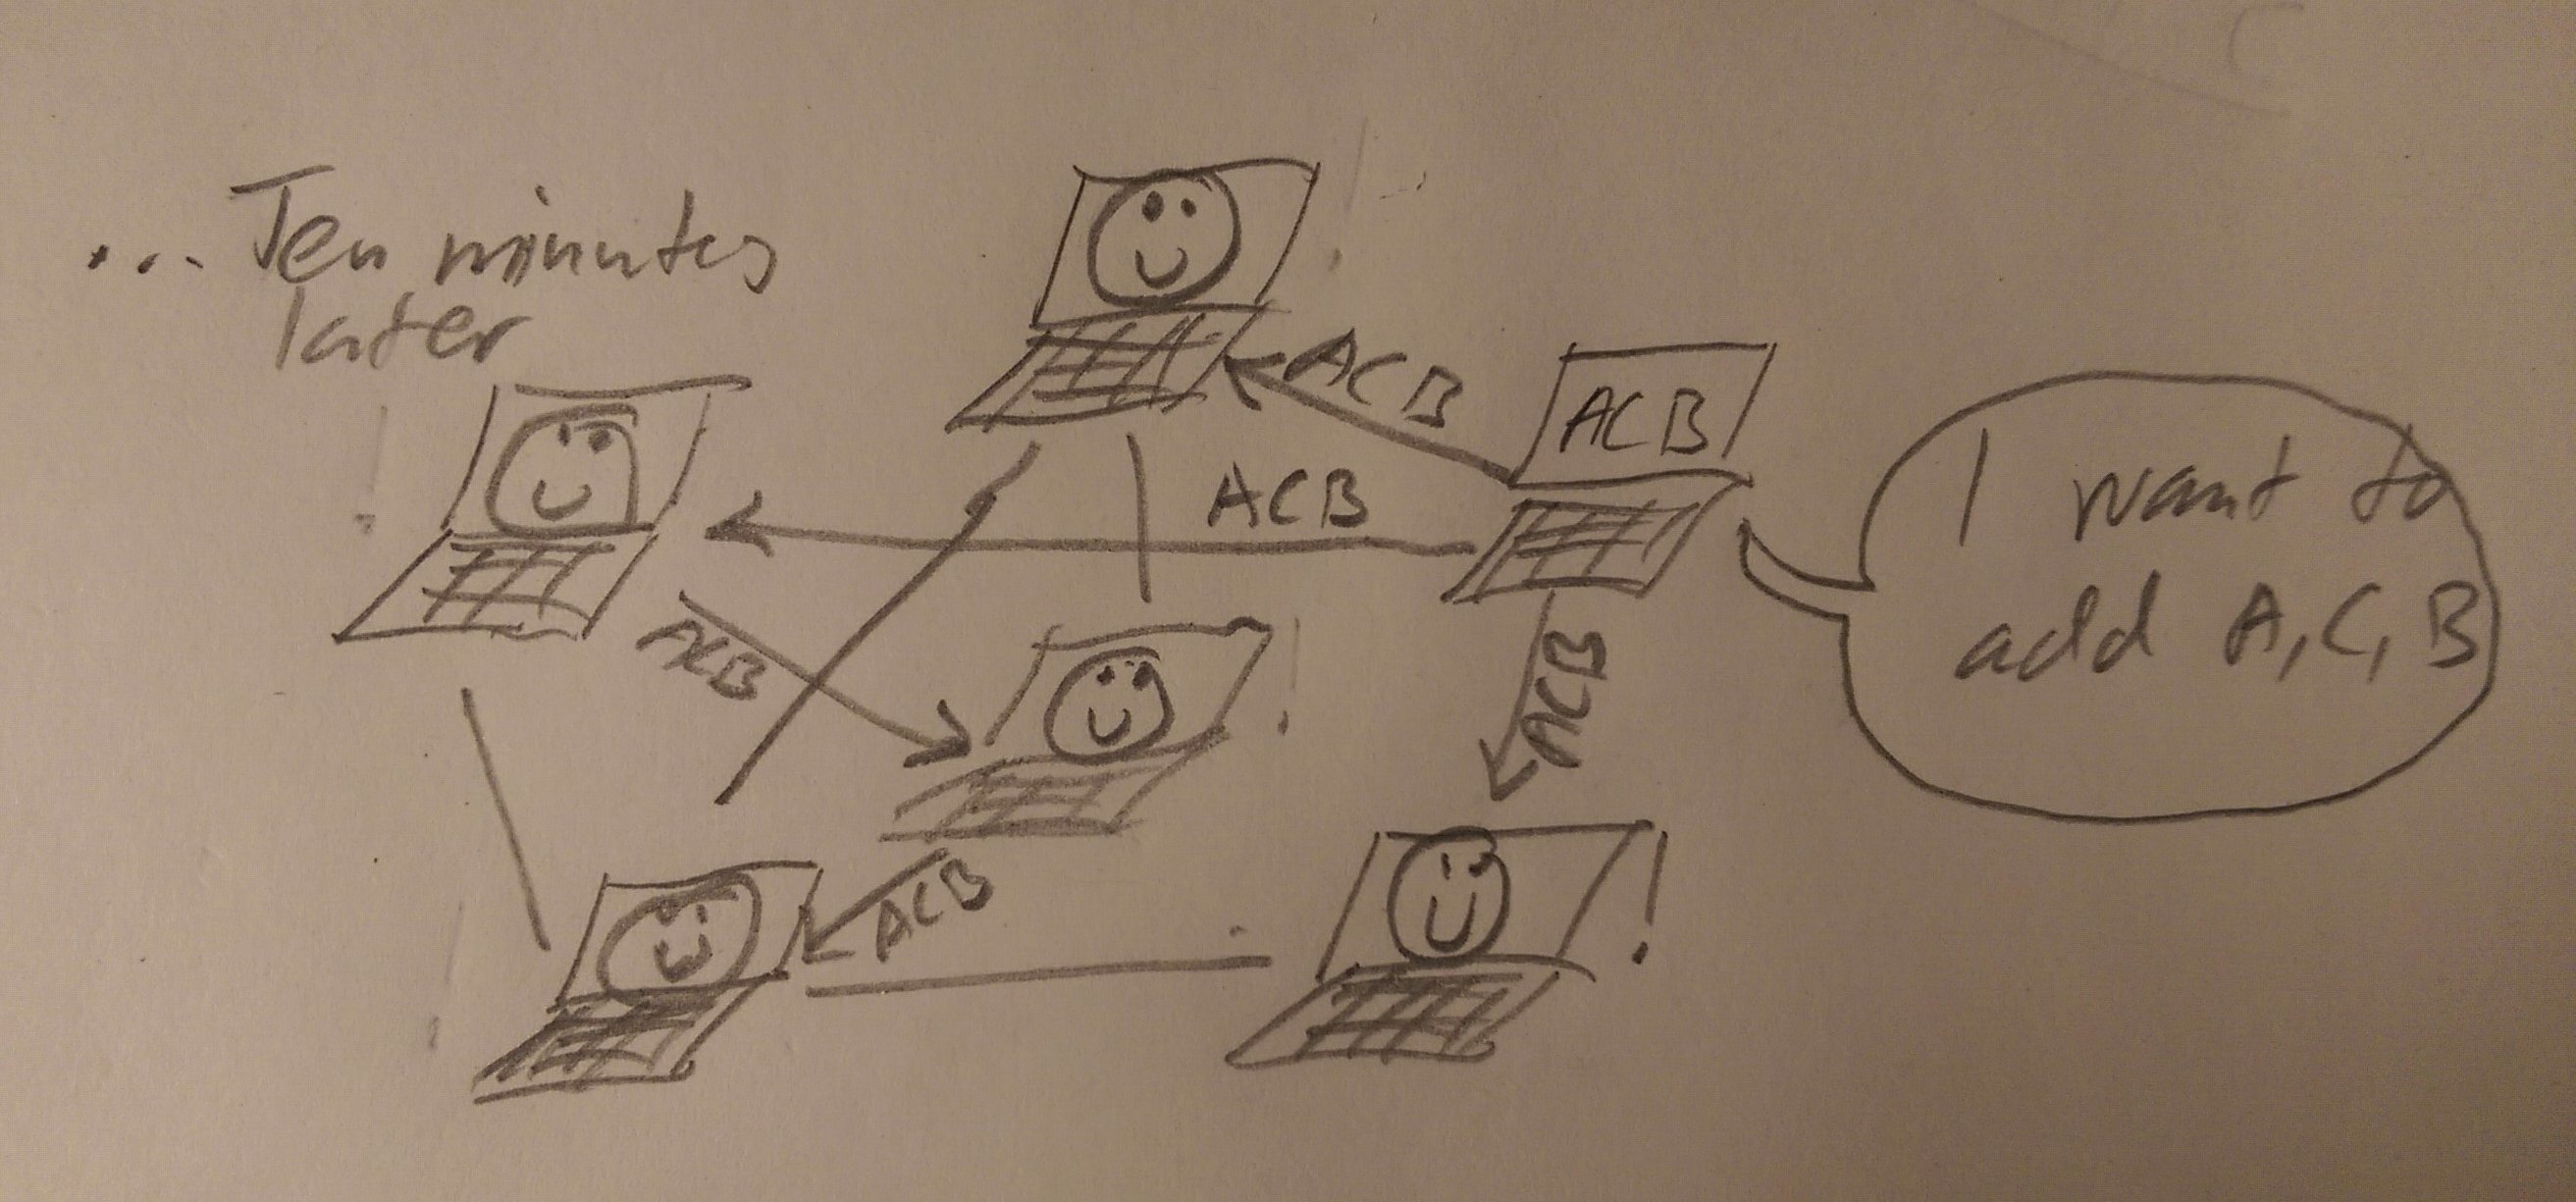 ... Ten minutes
later
ACB
ACB
ACB
I want to
add A, C, B
ACB
ACB
ACB
!
!
!
!
!